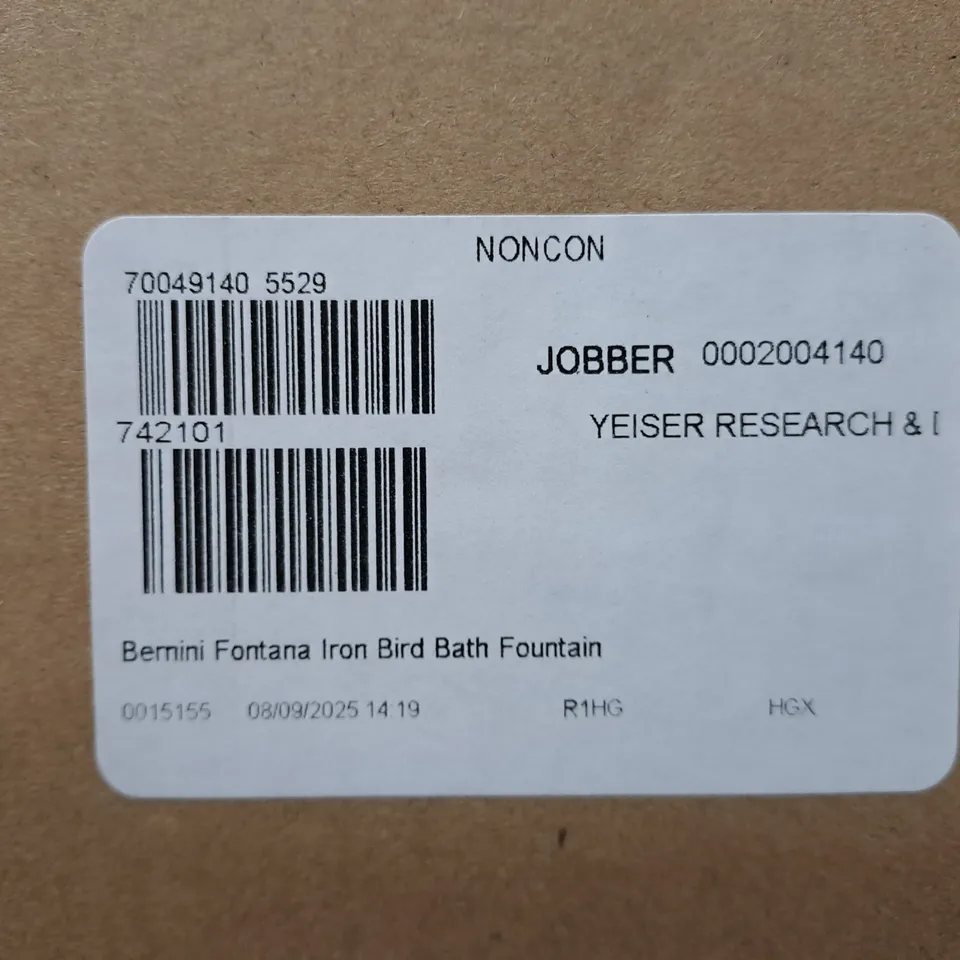 NONCON
70049140 5529
JOBBER 0002004140
742101
YEISER RESEARCH &
Bernini Fontana Iron Bird Bath Fountain
0015155 08/09/2025 14:19 R1HG HGX